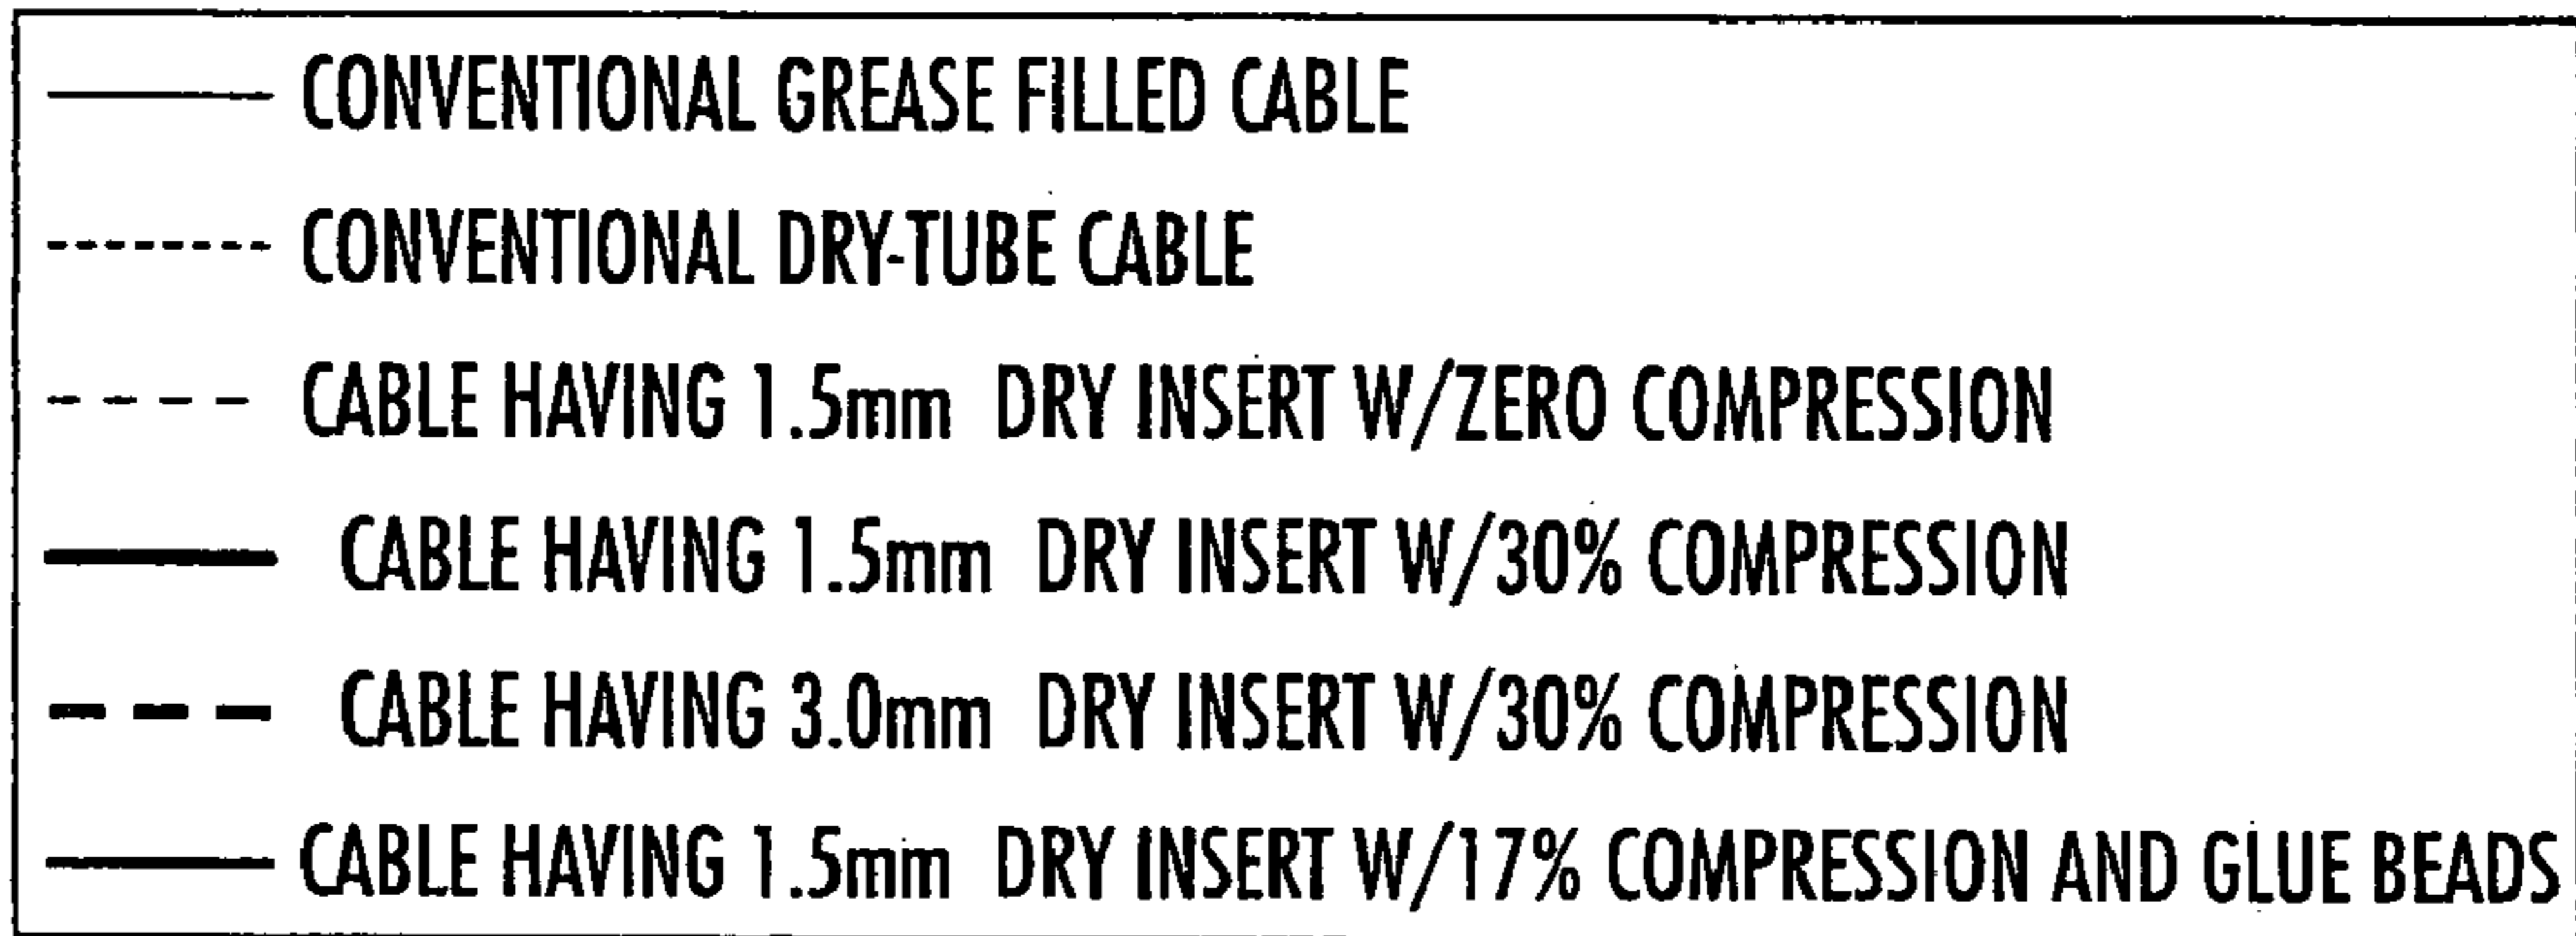 CONVENTIONAL GREASE FILLED CABLE
CONVENTIONAL DRY-TUBE CABLE
CABLE HAVING 1.5mm DRY INSERT W/ZERO COMPRESSION
CABLE HAVING 1.5mm DRY INSERT W/30% COMPRESSION
CABLE HAVING 3.0mm DRY INSERT W/30% COMPRESSION
CABLE HAVING 1.5mm DRY INSERT W/17% COMPRESSION AND GLUE BEADS